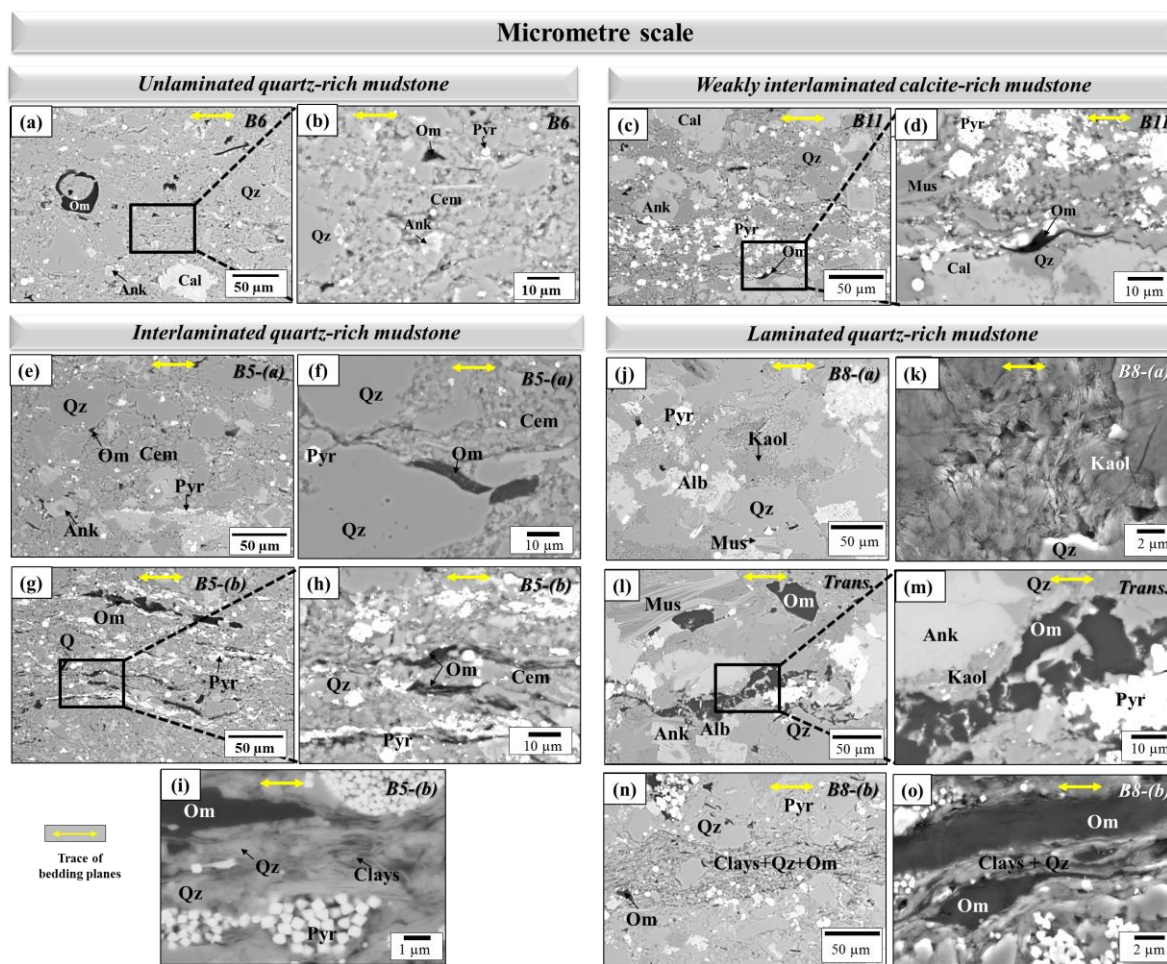 Micrometre scale
Unlaminated quartz-rich mudstone
Weakly interlaminated calcite-rich mudstone
(a)
B6
Om
Qz
Ank
Cal
50 µm
(b)
B6
Om
Pyr
Cem
Qz
Ank
10 µm
(c)
Cal
B11
Qz
Ank
Pyr
Om
50 µm
(d)
Pyr
B11
Mus
Om
Cal
Qz
10 µm
Interlaminated quartz-rich mudstone
Laminated quartz-rich mudstone
(e)
B5-(a)
Qz
Om
Cem
Pyr
Ank
50 µm
(f)
B5-(a)
Qz
Cem
Pyr
Om
Qz
10 µm
(j)
B8-(a)
Pyr
Kaol
Alb
Qz
Mus
50 µm
(k)
B8-(a)
Kaol
Qz
2 µm
(g)
B5-(b)
Om
Q
Pyr
50 µm
(h)
B5-(b)
Om
Qz
Cem
Pyr
10 µm
(l)
Trans.
Mus
Om
Ank
Alb
Qz
50 µm
(m)
Qz
Trans.
Om
Ank
Kaol
Pyr
10 µm
(i)
B5-(b)
Om
Qz
Clays
Qz
Pyr
1 µm
Trace of
bedding planes
(n)
B8-(b)
Pyr
Qz
Clays+Qz+Om
Om
50 µm
(o)
B8-(b)
Om
Clays + Qz
Om
2 µm